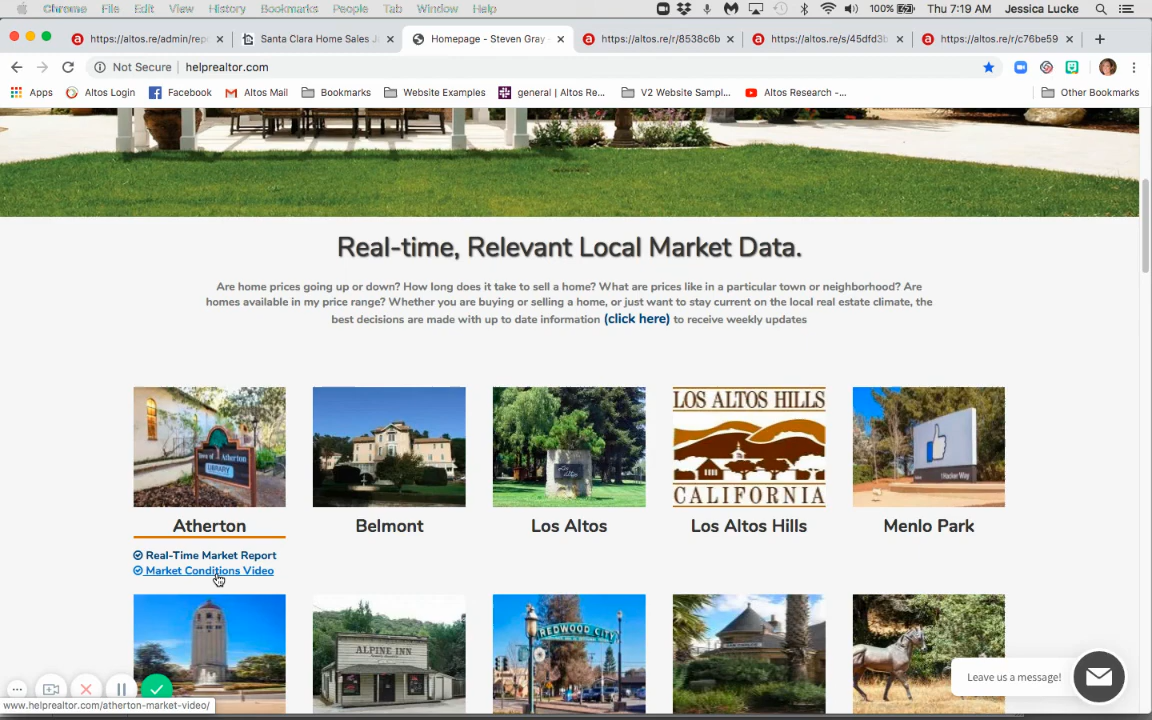 Chrome File Edit View History Bookmarks People Tab Window Help 100% Thu 7:19 AM Jessica Lucke
https://altos.re/admin/rep Santa Clara Home Sales J Homepage - Steven Gray - https://altos.re/r/8538c6b https://altos.re/s/45dfd3b https://altos.re/r/c76be59
Not Secure helprealtor.com
Apps Altos Login Facebook Altos Mail Bookmarks Website Examples general | Altos Re... V2 Website Sampl... Altos Research -... Other Bookmarks
Real-time, Relevant Local Market Data.
Are home prices going up or down? How long does it take to sell a home? What are prices like in a particular town or neighborhood? Are
homes available in my price range? Whether you are buying or selling a home, or just want to stay current on the local real estate climate, the
best decisions are made with up to date information (click here) to receive weekly updates
Town of Atherton
LIBRARY
LOS ALTOS HILLS
CALIFORNIA
Hacker Way
Atherton Belmont Los Altos Los Altos Hills Menlo Park
Real-Time Market Report
Market Conditions Video
ALPINE INN
REDWOOD CITY
Leave us a message!
www.helprealtor.com/atherton-market-video/